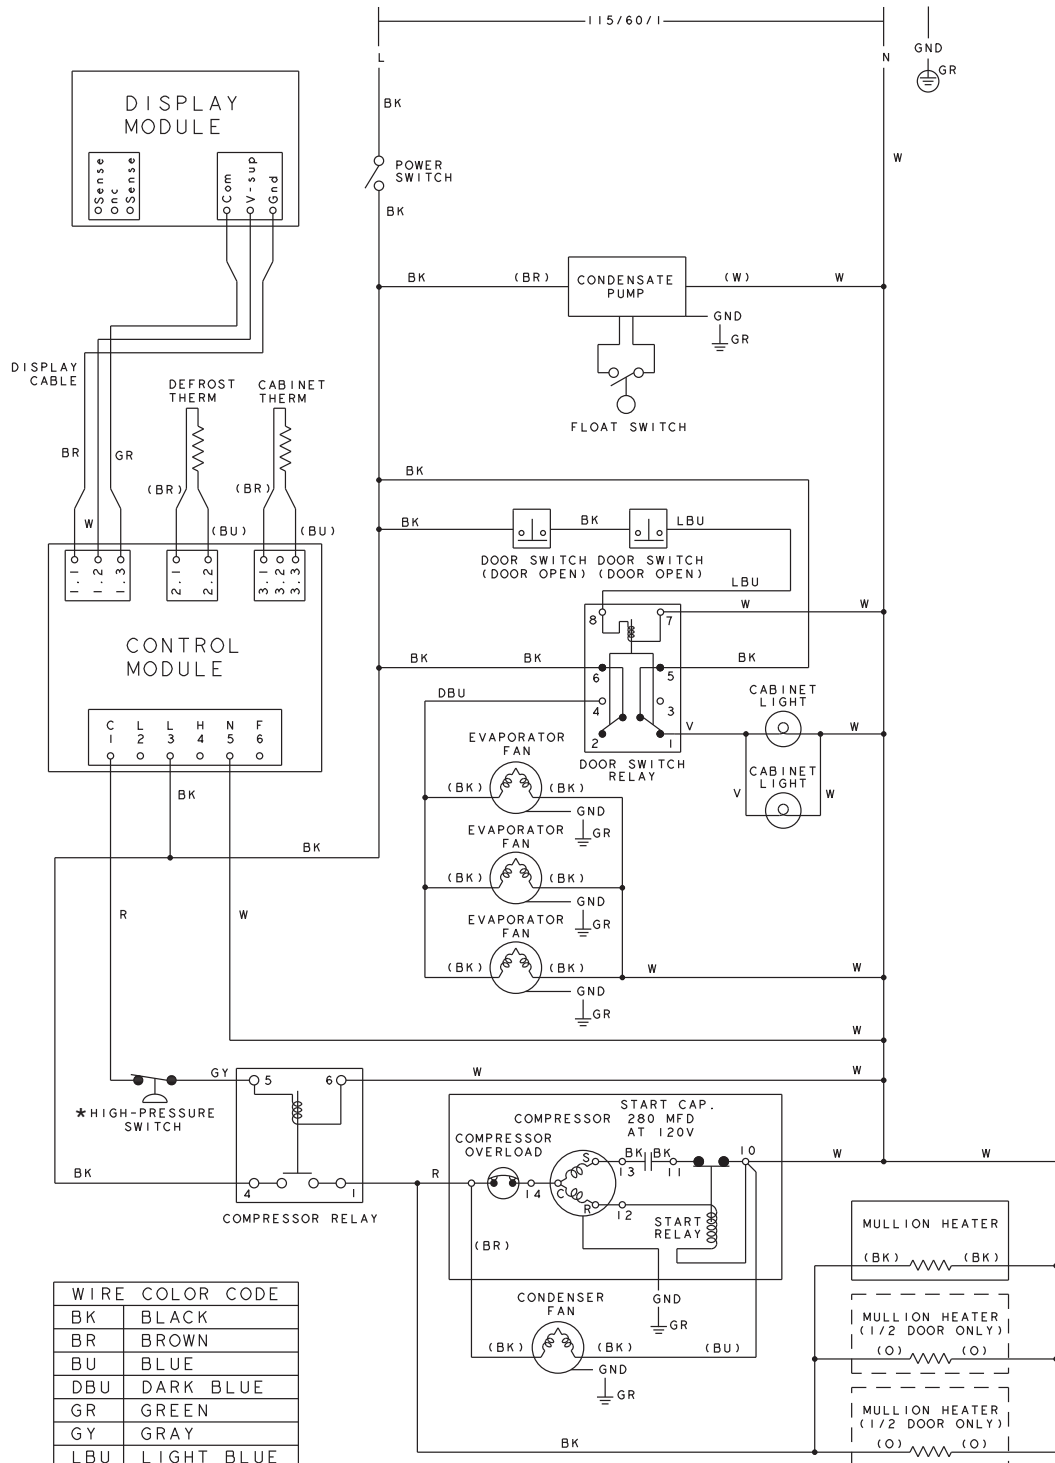 115/60/1
L
N
GND
GR
BK
W
DISPLAY
MODULE
Sense
nc
Sense
Com
V-sup
Gnd
POWER
SWITCH
BK
BK
(BR)
CONDENSATE
PUMP
(W)
W
GND
GR
FLOAT SWITCH
DISPLAY
CABLE
DEFROST
THERM
CABINET
THERM
BR
W
GR
(BR)
(BU)
(BR)
(BU)
BK
BK
BK
LBU
DOOR SWITCH
(DOOR OPEN)
DOOR SWITCH
(DOOR OPEN)
LBU
1.1
1.2
1.3
2.1
2.2
3.1
3.2
3.3
CONTROL
MODULE
W
W
8
7
BK
BK
6
5
BK
DBU
4
3
2
1
V
DOOR SWITCH
RELAY
CABINET
LIGHT
W
CABINET
LIGHT
V
W
C
1
L
2
L
3
H
4
N
5
F
6
BK
BK
R
W
EVAPORATOR
FAN
(BK)
(BK)
GND
GR
EVAPORATOR
FAN
(BK)
(BK)
GND
GR
EVAPORATOR
FAN
(BK)
(BK)
W
W
GND
GR
W
GY
5
6
W
W
*HIGH-PRESSURE
SWITCH
BK
4
1
COMPRESSOR RELAY
R
COMPRESSOR
OVERLOAD
COMPRESSOR
START CAP.
280 MFD
AT 120V
S
C
R
14
13
BK
BK
11
10
12
START
RELAY
W
W
(BR)
GND
GR
CONDENSER
FAN
(BK)
(BK)
(BU)
GND
GR
MULLION HEATER
(BK)
(BK)
MULLION HEATER
(1/2 DOOR ONLY)
(O)
(O)
MULLION HEATER
(1/2 DOOR ONLY)
(O)
(O)
BK
WIRE COLOR CODE
BK BLACK
BR BROWN
BU BLUE
DBU DARK BLUE
GR GREEN
GY GRAY
LBU LIGHT BLUE